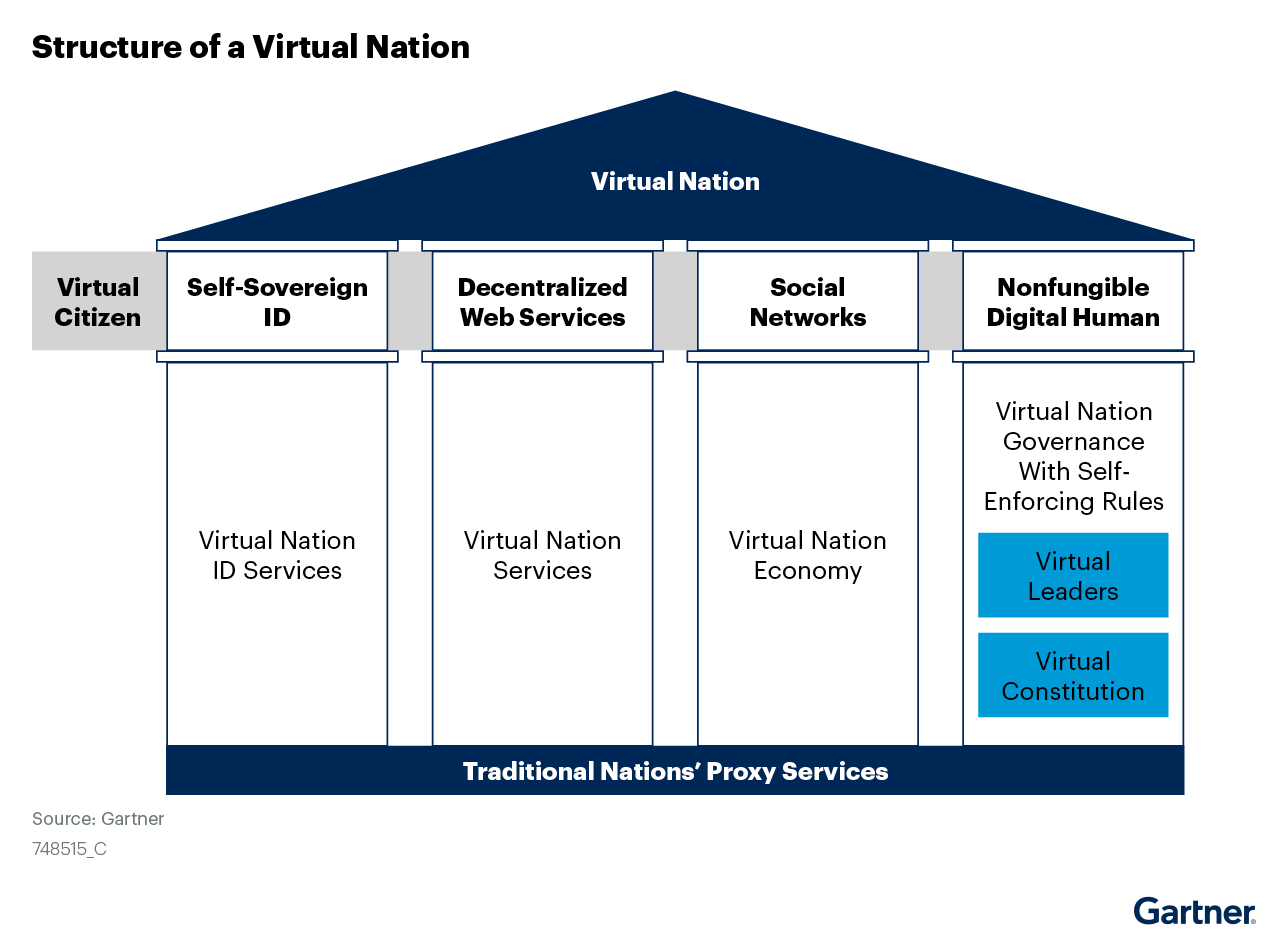 Structure of a Virtual Nation
Virtual Nation
Virtual
Citizen
Self-Sovereign
ID
Decentralized
Web Services
Social
Networks
Nonfungible
Digital Human
Virtual Nation
ID Services
Virtual Nation
Services
Virtual Nation
Economy
Virtual Nation
Governance
With Self-
Enforcing Rules
Virtual
Leaders
Virtual
Constitution
Traditional Nations’ Proxy Services
Source: Gartner
748515_C
Gartner®